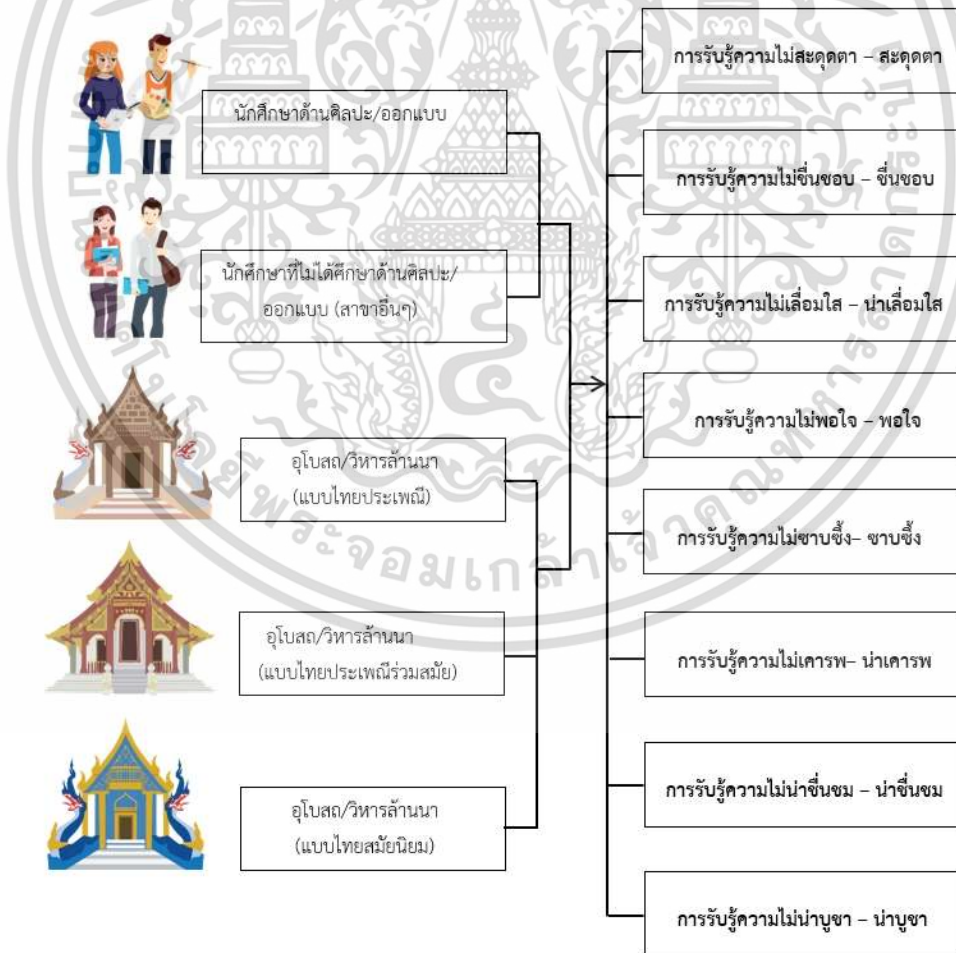 นักศึกษาด้านศิลปะ/ออกแบบ
นักศึกษาที่ไม่ได้ศึกษาด้านศิลปะ/
ออกแบบ (สาขาอื่นๆ)
อุโบสถ/วิหารล้านนา
(แบบไทยประเพณี)
อุโบสถ/วิหารล้านนา
(แบบไทยประเพณีร่วมสมัย)
อุโบสถ/วิหารล้านนา
(แบบไทยสมัยนิยม)
การรับรู้ความไม่สะดุดตา – สะดุดตา
การรับรู้ความไม่ชื่นชอบ – ชื่นชอบ
การรับรู้ความไม่เลื่อมใส – น่าเลื่อมใส
การรับรู้ความไม่พอใจ – พอใจ
การรับรู้ความไม่ซาบซึ้ง– ซาบซึ้ง
การรับรู้ความไม่เคารพ– น่าเคารพ
การรับรู้ความไม่น่าชื่นชม – น่าชื่นชม
การรับรู้ความไม่น่าบูชา – น่าบูชา